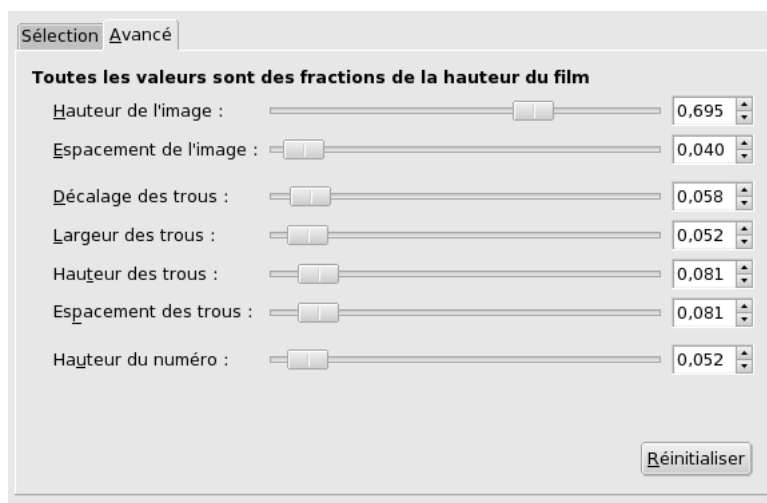 Sélection Avancé
Toutes les valeurs sont des fractions de la hauteur du film
Hauteur de l'image : 0,695
Espacement de l'image : 0,040
Décalage des trous : 0,058
Largeur des trous : 0,052
Hauteur des trous : 0,081
Espacement des trous : 0,081
Hauteur du numéro : 0,052
Réinitialiser